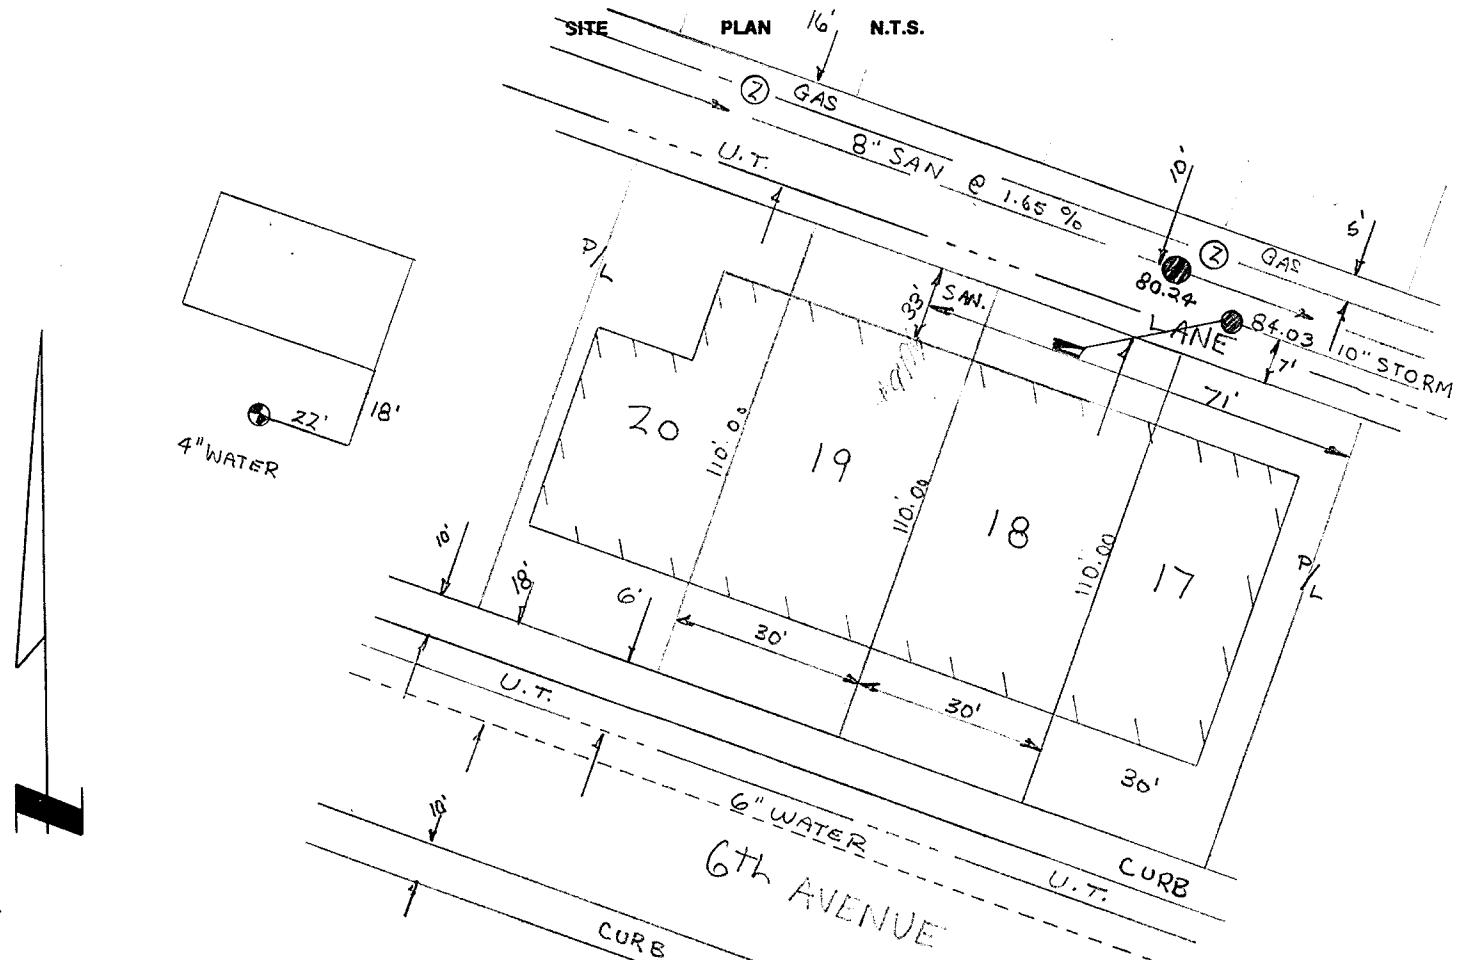 SITE PLAN N.T.S.
16'
② GAS
8" SAN @ 1.65 %
U.T.
10'
5'
② GAS
80.24
84.03
LANE
10" STORM
7'
71'
33'
SAN.
P/L
20
110.00
19
110.00
18
110.00
17
P/L
22'
18'
4" WATER
10'
18'
6'
30'
30'
30'
U.T.
6" WATER
10'
6th AVENUE
CURB
U.T.
CURB